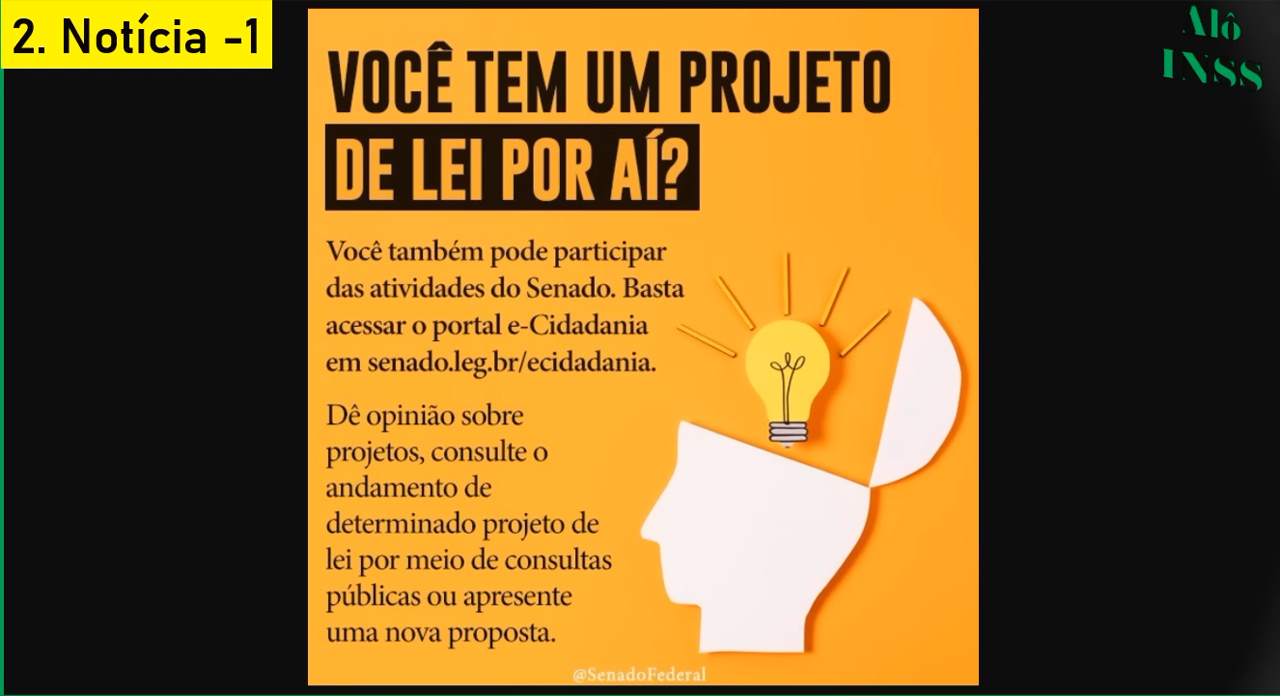 2. Notícia -1
Alô
INSS
VOCÊ TEM UM PROJETO
DE LEI POR AÍ?
Você também pode participar
das atividades do Senado. Basta
acessar o portal e-Cidadania
em senado.leg.br/ecidadania.
Dê opinião sobre
projetos, consulte o
andamento de
determinado projeto de
lei por meio de consultas
públicas ou apresente
uma nova proposta.
@SenadoFederal